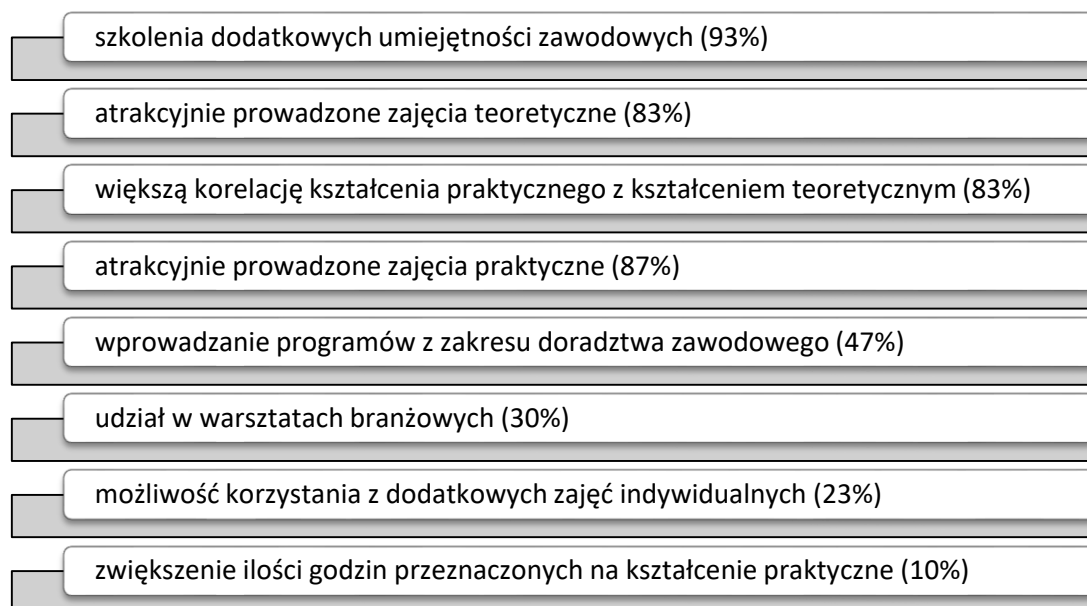 szkolenia dodatkowych umiejętności zawodowych (93%)
atrakcyjnie prowadzone zajęcia teoretyczne (83%)
większą korelację kształcenia praktycznego z kształceniem teoretycznym (83%)
atrakcyjnie prowadzone zajęcia praktyczne (87%)
wprowadzanie programów z zakresu doradztwa zawodowego (47%)
udział w warsztatach branżowych (30%)
możliwość korzystania z dodatkowych zajęć indywidualnych (23%)
zwiększenie ilości godzin przeznaczonych na kształcenie praktyczne (10%)